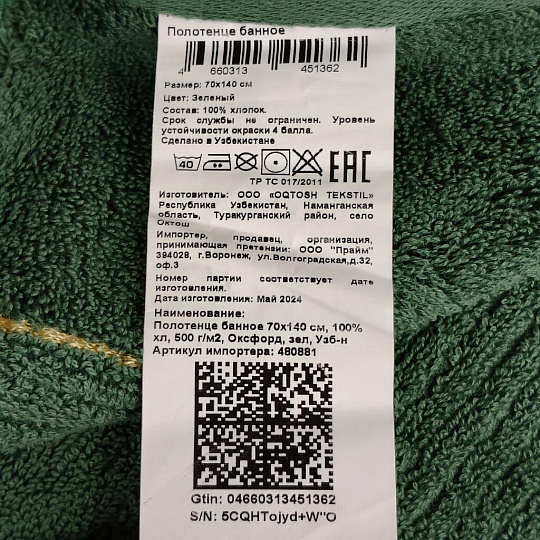 Полотенце банное
4 660313 451362
Размер: 70х140 см
Цвет: Зеленый
Состав: 100% хлопок.
Срок службы не ограничен. Уровень
устойчивости окраски 4 балла.
Сделано в Узбекистане
40
EAC
ТР ТС 017/2011
Изготовитель: ООО «OQTOSH TEKSTIL»
Республика Узбекистан, Наманганская
область, Туракурганский район, село
Октош
Импортер, продавец, организация,
принимающая претензии: ООО "Прайм"
394028, г.Воронеж, ул.Волгоградская,д.32,
оф.3
Номер партии соответствует дате
изготовления.
Дата изготовления: Май 2024
Наименование:
Полотенце банное 70х140 см, 100%
хл, 500 г/м2, Оксфорд, зел, Узб-н
Артикул импортера: 480881
Gtin: 04660313451362
S/N: 5CQHTojyd+W"O